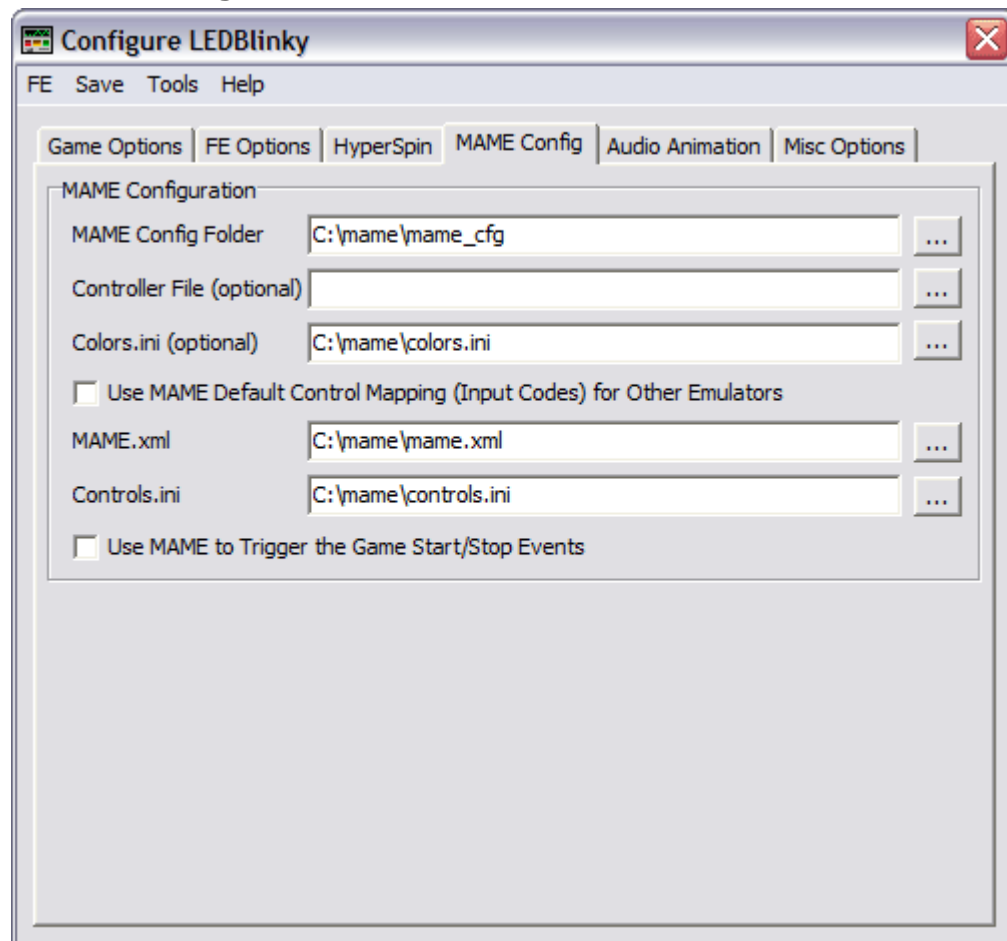 Configure LEDBlinky
FE Save Tools Help
Game Options FE Options HyperSpin MAME Config Audio Animation Misc Options
MAME Configuration
MAME Config Folder C:\mame\mame_cfg ...
Controller File (optional) ...
Colors.ini (optional) C:\mame\colors.ini ...
Use MAME Default Control Mapping (Input Codes) for Other Emulators
MAME.xml C:\mame\mame.xml ...
Controls.ini C:\mame\controls.ini ...
Use MAME to Trigger the Game Start/Stop Events